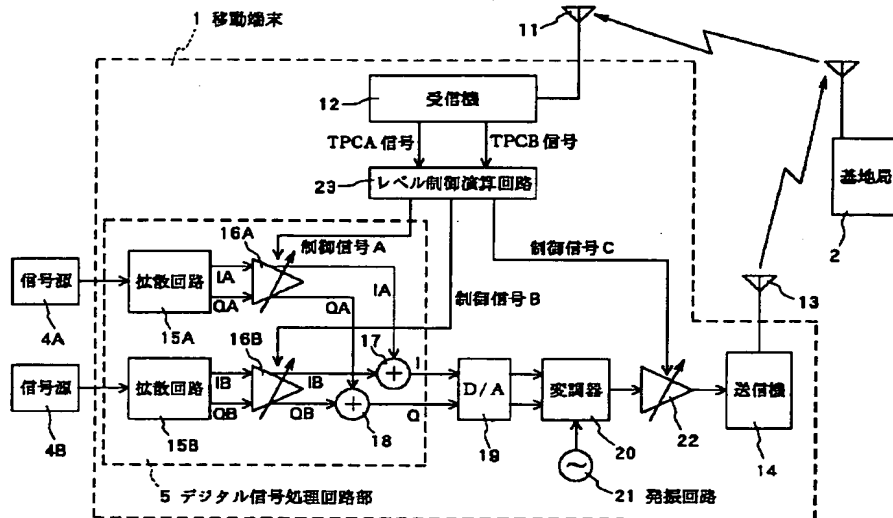 1 移動端末
11
12
受信機
TPCA 信号
TPCB 信号
23
レベル制御演算回路
基地局
2
16A
制御信号A
制御信号B
制御信号C
信号源
4A
拡散回路
15A
IA
QA
IA
QA
13
16B
17
信号源
4B
拡散回路
15B
IB
QB
IB
QB
I
Q
18
D/A
19
変調器
20
22
送信機
14
21 発振回路
5 デジタル信号処理回路部